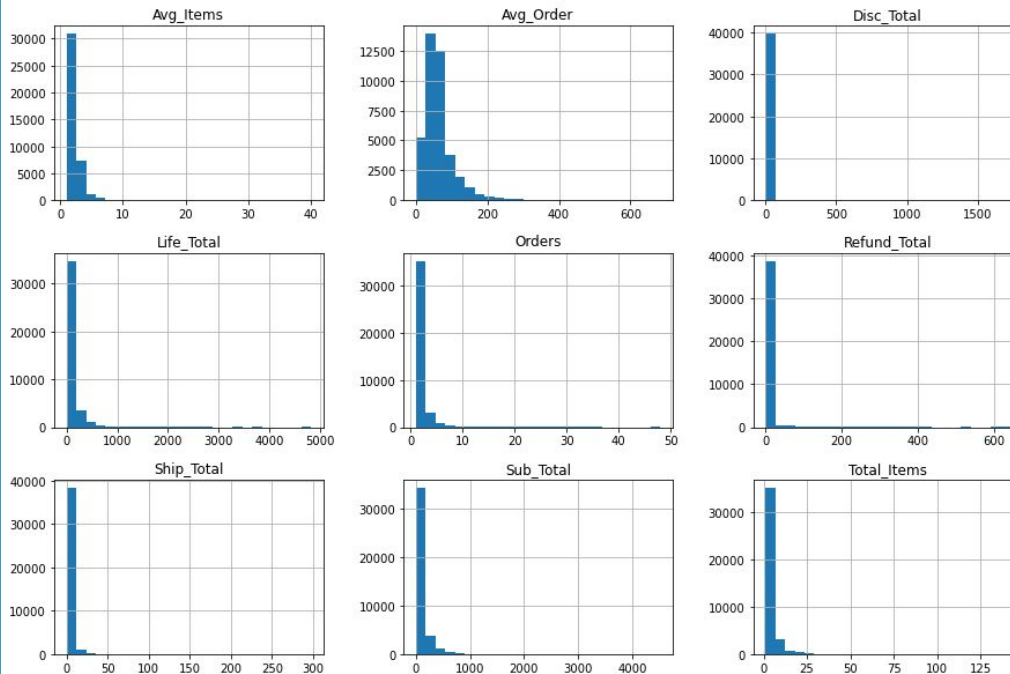 Avg_Items
30000
25000
20000
15000
10000
5000
0
0 10 20 30 40
Avg_Order
12500
10000
7500
5000
2500
0
0 200 400 600
Disc_Total
40000
30000
20000
10000
0
0 500 1000 1500
Life_Total
30000
20000
10000
0
0 1000 2000 3000 4000 5000
Orders
30000
20000
10000
0
0 10 20 30 40 50
Refund_Total
40000
30000
20000
10000
0
0 200 400 600
Ship_Total
40000
30000
20000
10000
0
0 50 100 150 200 250 300
Sub_Total
30000
20000
10000
0
0 1000 2000 3000 4000
Total_Items
30000
20000
10000
0
0 25 50 75 100 125